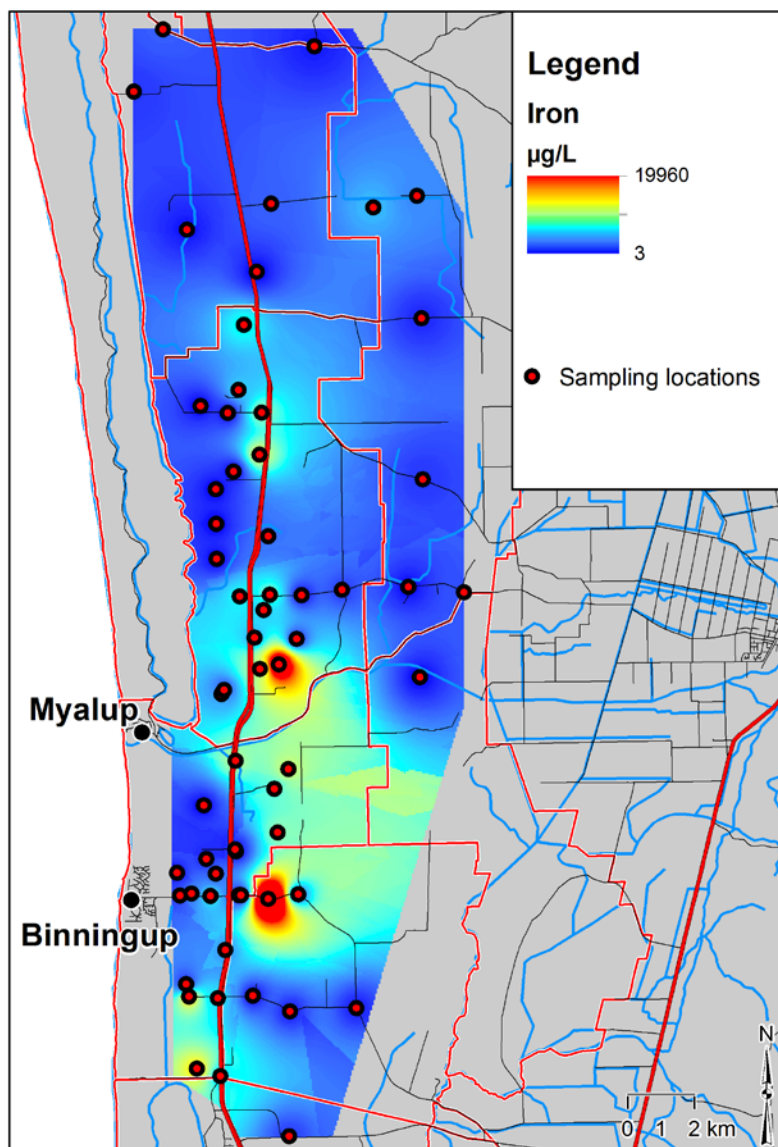 Legend
Iron
µg/L
19960
3
Sampling locations
Myalup
Binningup
N
0 1 2 km